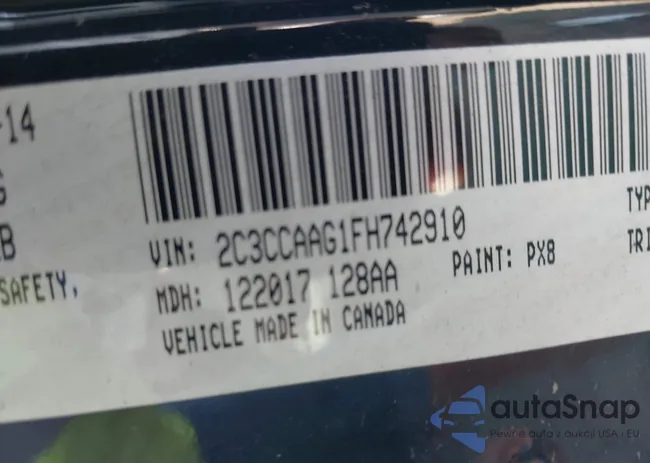 -14
G
B
SAFETY,
VIN: 2C3CCAAG1FH742910
TYP
MDH: 122017 128AA
PAINT: PX8
TRI
VEHICLE MADE IN CANADA
autaSnap
Pewne auta z aukcji USA - EU